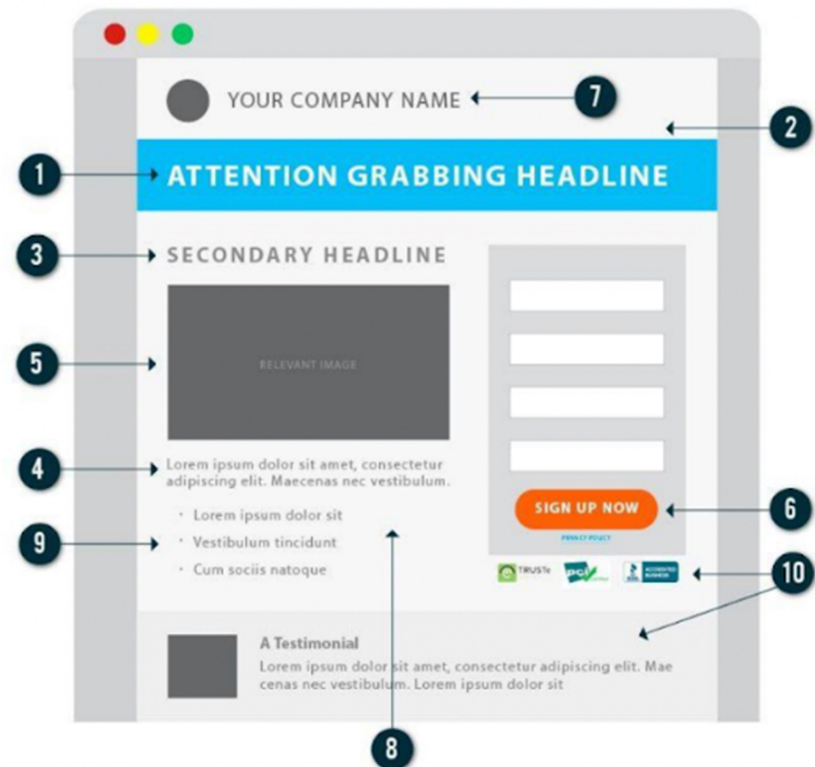 7
YOUR COMPANY NAME
2
1
ATTENTION GRABBING HEADLINE
3
SECONDARY HEADLINE
5
RELEVANT IMAGE
4
Lorem ipsum dolor sit amet, consectetur
adipiscing elit. Maecenas nec vestibulum.
9
· Lorem ipsum dolor sit
· Vestibulum tincidunt
· Cum sociis natoque
SIGN UP NOW
6
PRIVACY POLICY
TRUSTe
PCI
ACCREDITED
BUSINESS
10
A Testimonial
Lorem ipsum dolor sit amet, consectetur adipiscing elit. Mae
cenas nec vestibulum. Lorem ipsum dolor sit
8